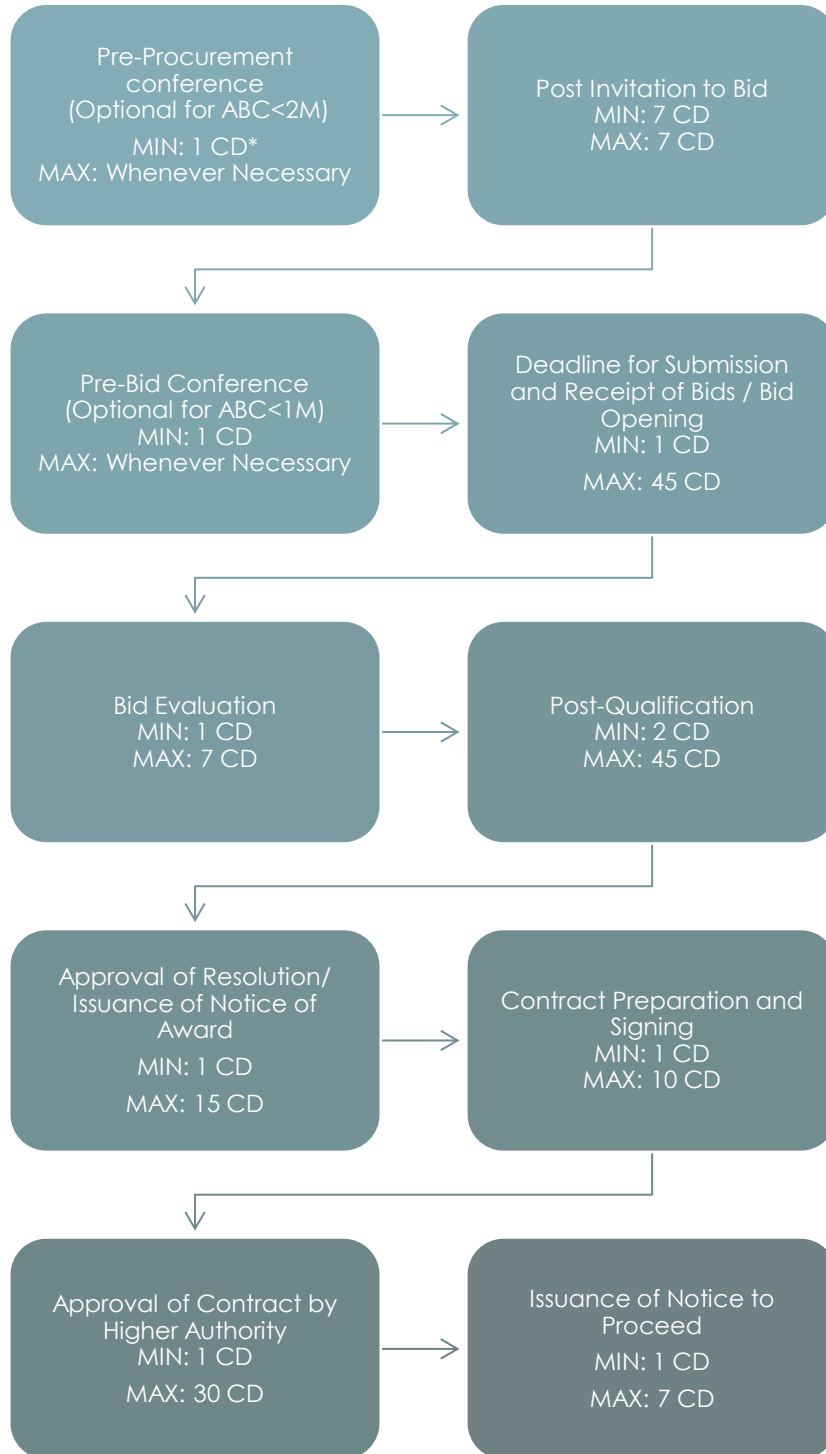 Pre-Procurement
conference
(Optional for ABC<2M)
MIN: 1 CD*
MAX: Whenever Necessary
Post Invitation to Bid
MIN: 7 CD
MAX: 7 CD
Pre-Bid Conference
(Optional for ABC<1M)
MIN: 1 CD
MAX: Whenever Necessary
Deadline for Submission
and Receipt of Bids / Bid
Opening
MIN: 1 CD
MAX: 45 CD
Bid Evaluation
MIN: 1 CD
MAX: 7 CD
Post-Qualification
MIN: 2 CD
MAX: 45 CD
Approval of Resolution/
Issuance of Notice of
Award
MIN: 1 CD
MAX: 15 CD
Contract Preparation and
Signing
MIN: 1 CD
MAX: 10 CD
Approval of Contract by
Higher Authority
MIN: 1 CD
MAX: 30 CD
Issuance of Notice to
Proceed
MIN: 1 CD
MAX: 7 CD